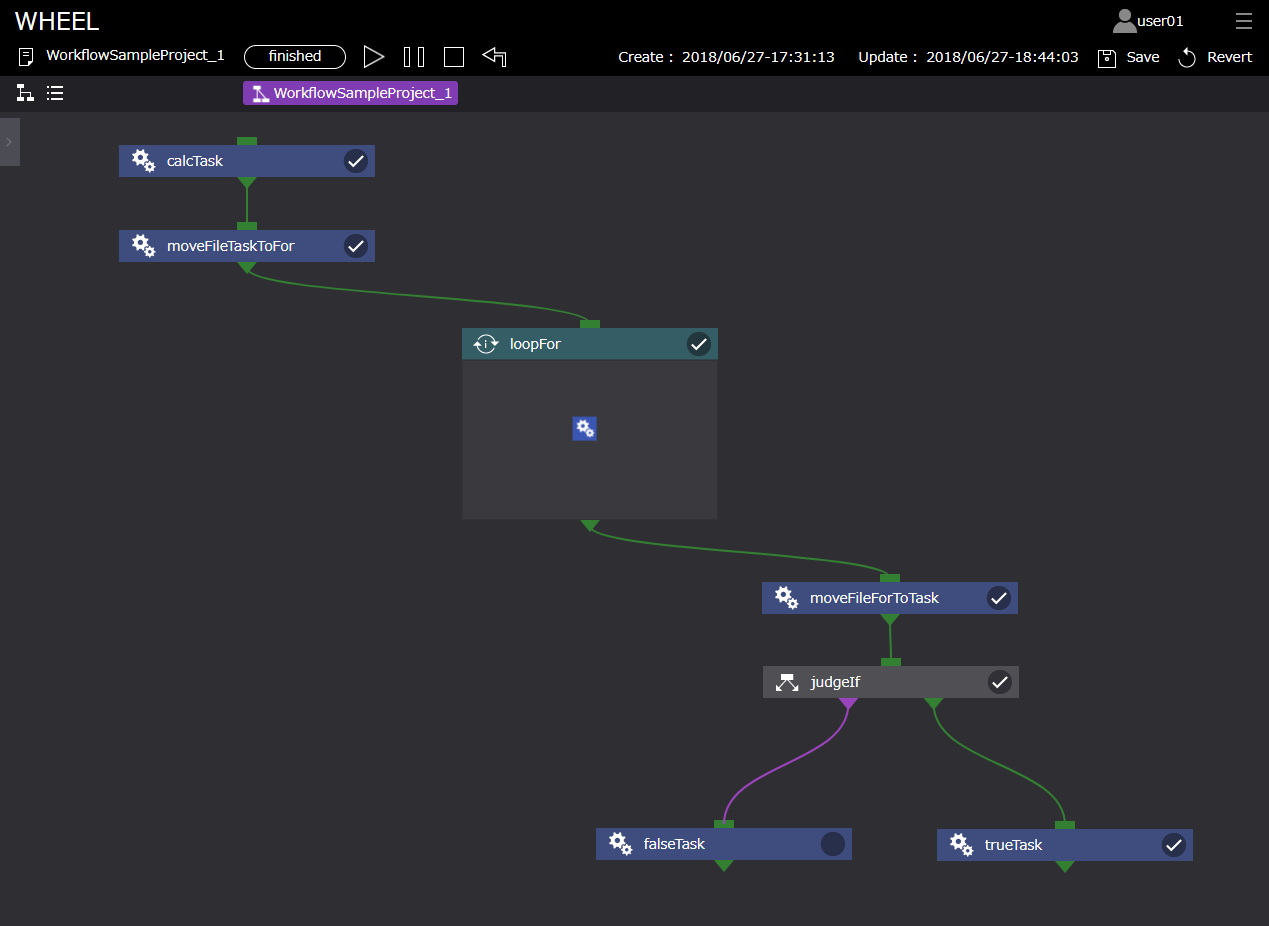 WHEEL
user01
WorkflowSampleProject_1
finished
Create : 2018/06/27-17:31:13
Update : 2018/06/27-18:44:03
Save
Revert
WorkflowSampleProject_1
calcTask
moveFileTaskToFor
loopFor
moveFileForToTask
judgeIf
falseTask
trueTask